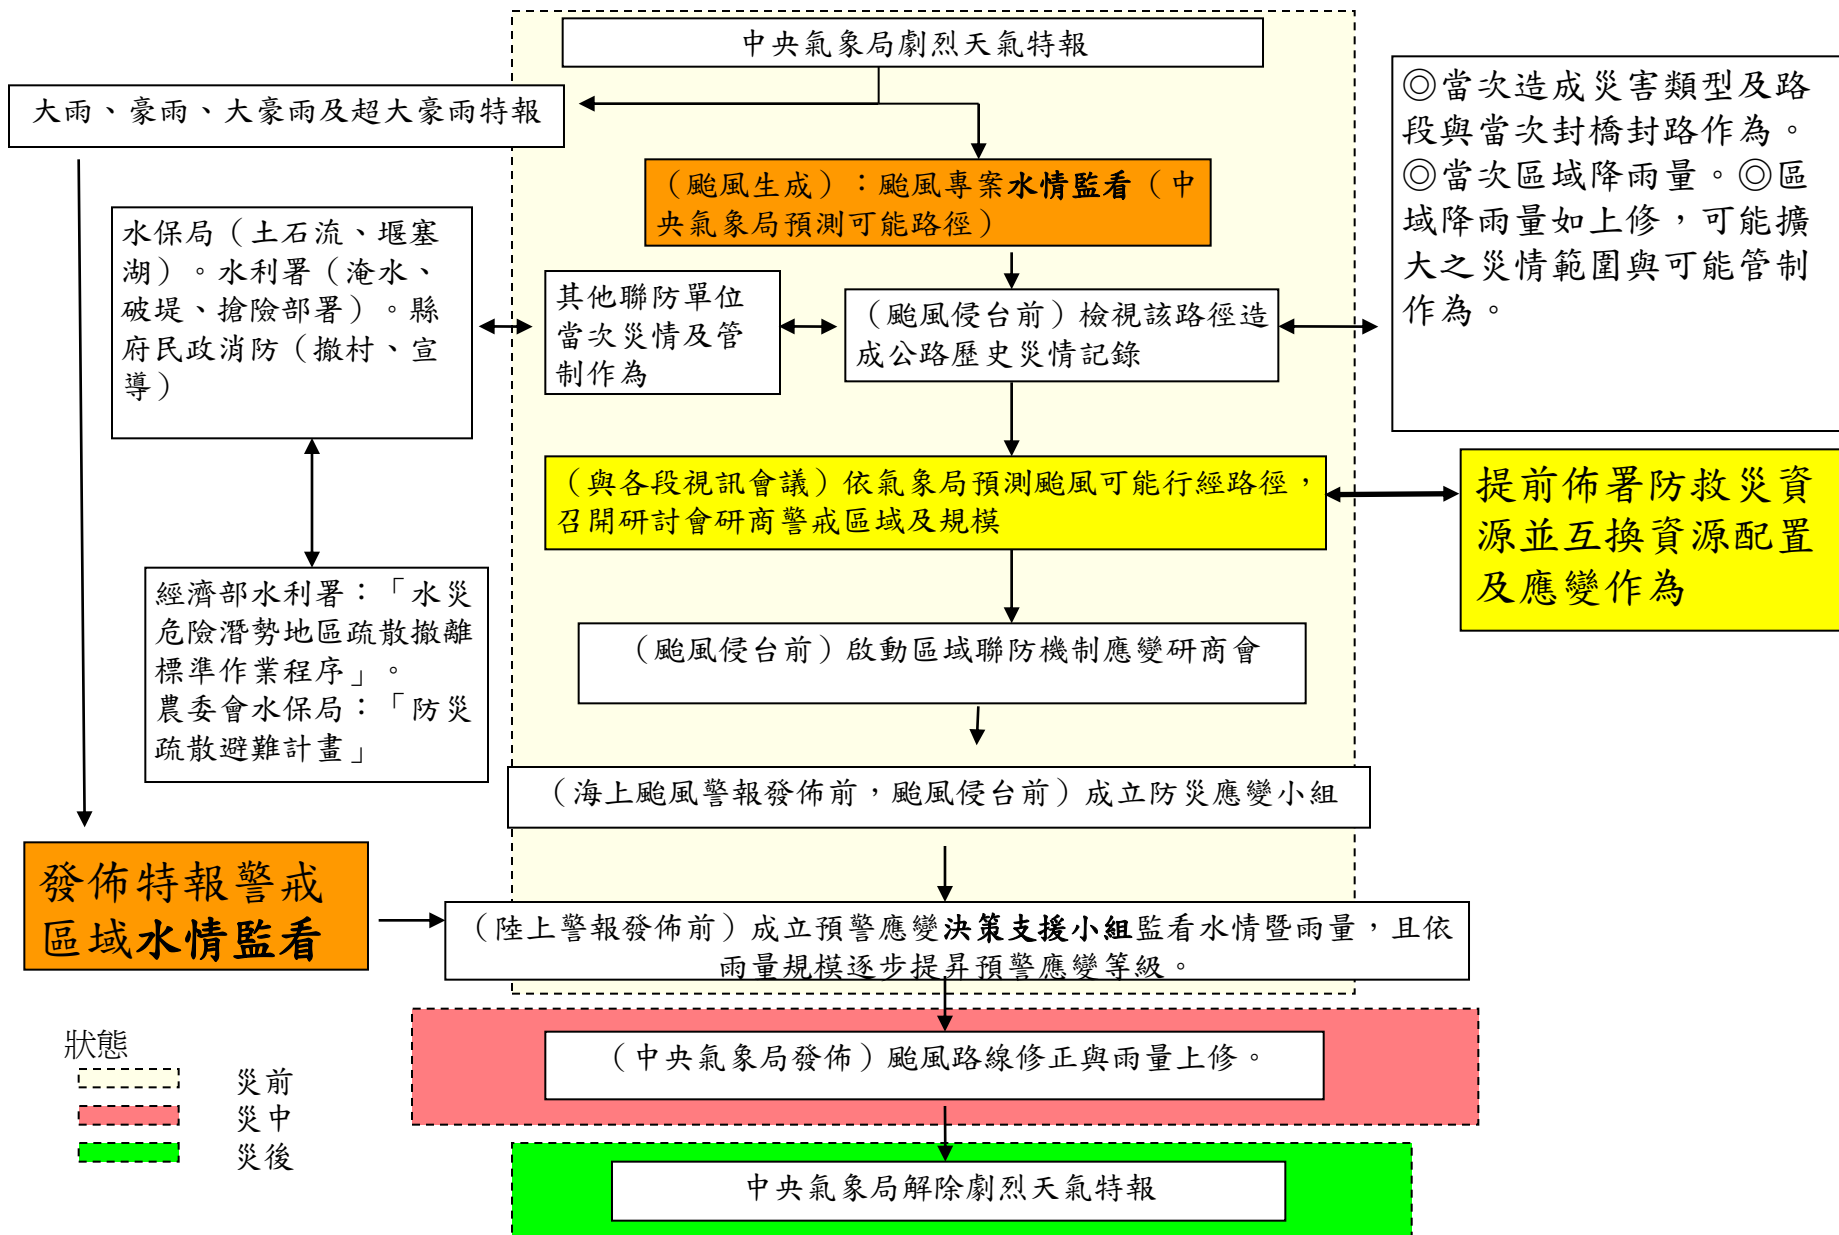 中央氣象局劇烈天氣特報
大雨、豪雨、大豪雨及超大豪雨特報
◎當次造成災害類型及路
段與當次封橋封路作為。
◎當次區域降雨量。◎區
域降雨量如上修，可能擴
大之災情範圍與可能管制
作為。
（颱風生成）：颱風專案水情監看（中
央氣象局預測可能路徑）
水保局（土石流、堰塞
湖）。水利署（淹水、
破堤、搶險部署）。縣
府民政消防（撤村、宣
導）
其他聯防單位
當次災情及管
制作為
（颱風侵台前）檢視該路徑造
成公路歷史災情記錄
（與各段視訊會議）依氣象局預測颱風可能行經路徑，
召開研討會研商警戒區域及規模
提前佈署防救災資
源並互換資源配置
及應變作為
經濟部水利署：「水災
危險潛勢地區疏散撤離
標準作業程序」。
農委會水保局：「防災
疏散避難計畫」
（颱風侵台前）啟動區域聯防機制應變研商會
（海上颱風警報發佈前，颱風侵台前）成立防災應變小組
發佈特報警戒
區域水情監看
（陸上警報發佈前）成立預警應變決策支援小組監看水情暨雨量，且依
雨量規模逐步提昇預警應變等級。
（中央氣象局發佈）颱風路線修正與雨量上修。
中央氣象局解除劇烈天氣特報
狀態
災前
災中
災後